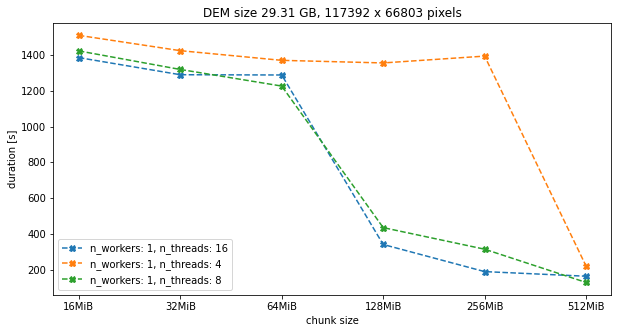 DEM size 29.31 GB, 117392 x 66803 pixels
duration [s]
1400
1200
1000
800
600
400
200
n_workers: 1, n_threads: 16
n_workers: 1, n_threads: 4
n_workers: 1, n_threads: 8
16MiB
32MiB
64MiB
128MiB
256MiB
512MiB
chunk size